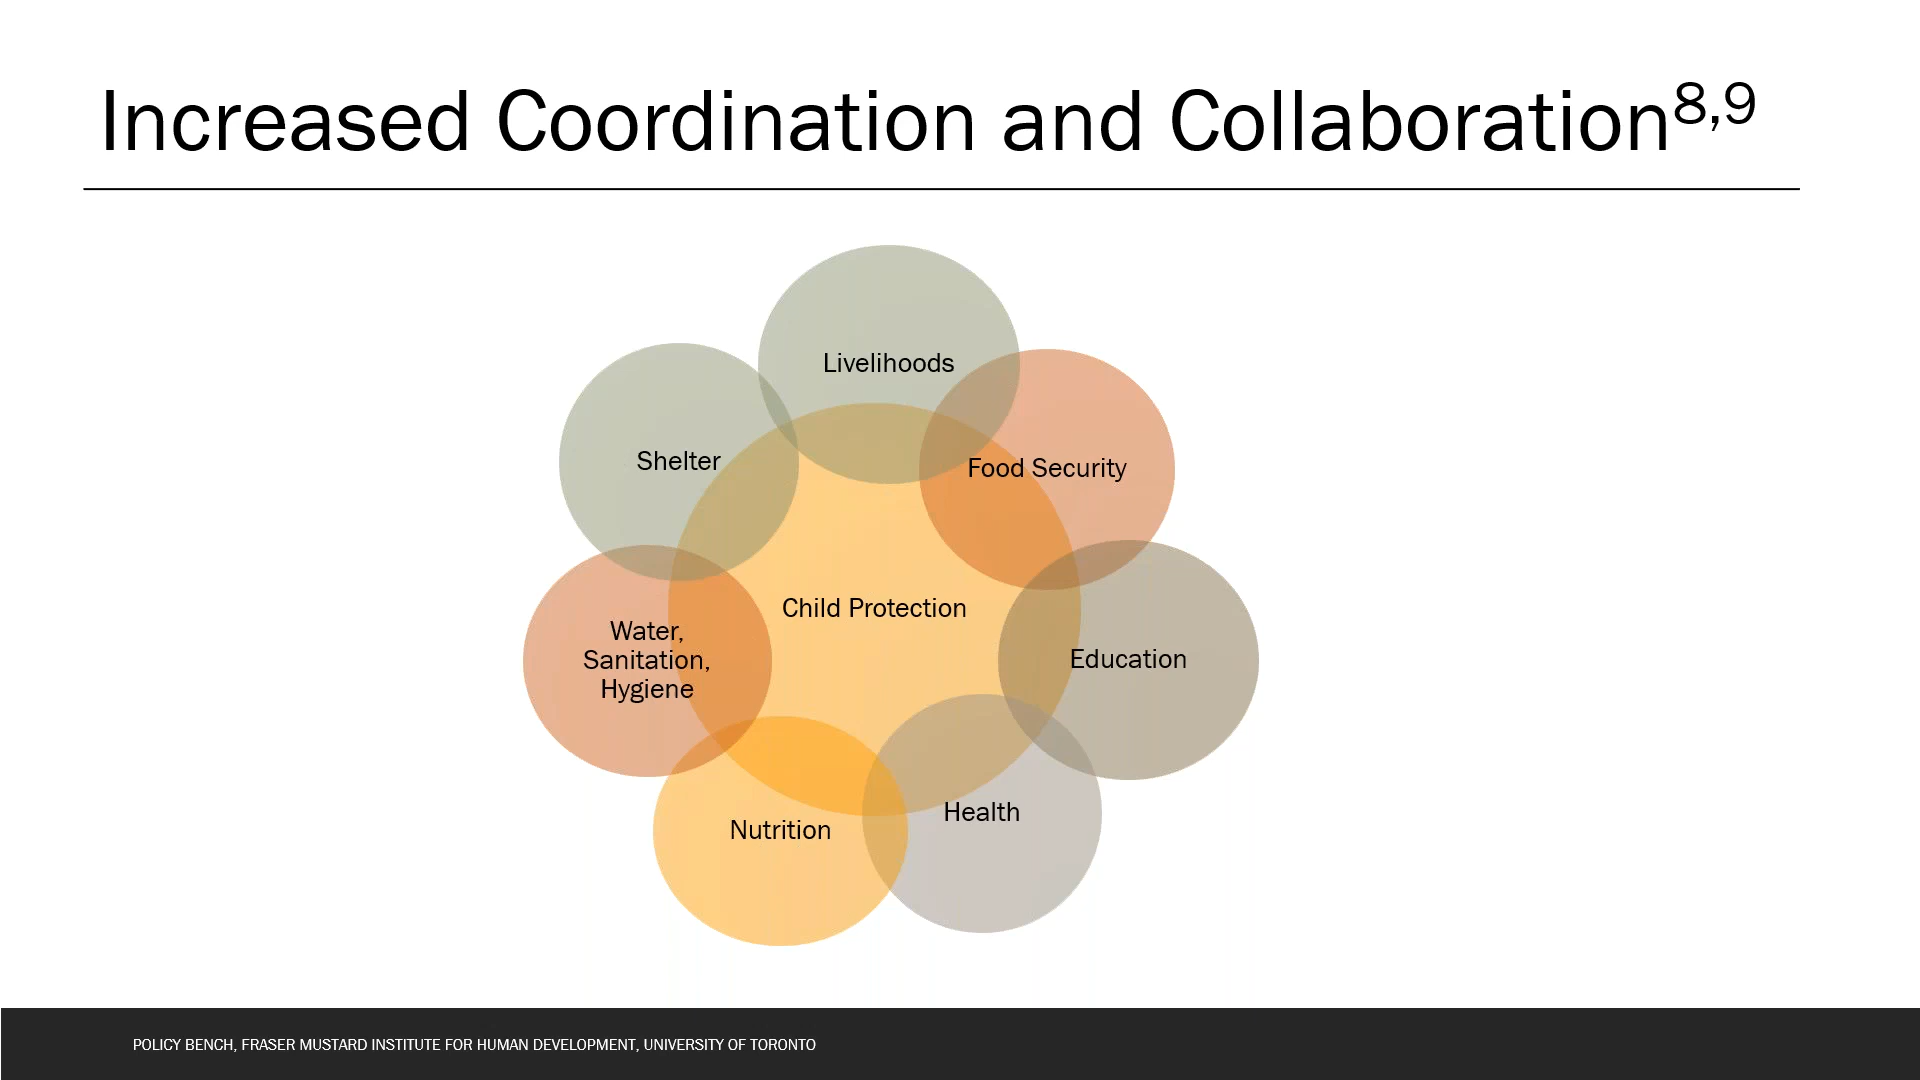 Increased Coordination and Collaboration8,9
Livelihoods
Shelter
Food Security
Child Protection
Water,
Sanitation,
Hygiene
Education
Health
Nutrition
POLICY BENCH, FRASER MUSTARD INSTITUTE FOR HUMAN DEVELOPMENT, UNIVERSITY OF TORONTO